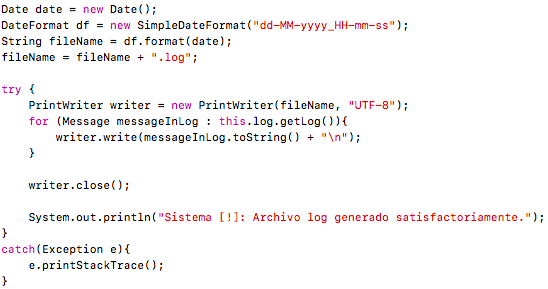 Date date = new Date();
DateFormat df = new SimpleDateFormat("dd-MM-yyyy_HH-mm-ss");
String fileName = df.format(date);
fileName = fileName + ".log";

try {
    PrintWriter writer = new PrintWriter(fileName, "UTF-8");
    for (Message messageInLog : this.log.getLog()){
        writer.write(messageInLog.toString() + "\n");
    }

    writer.close();

    System.out.println("Sistema [!]: Archivo log generado satisfactoriamente.");
}
catch(Exception e){
    e.printStackTrace();
}